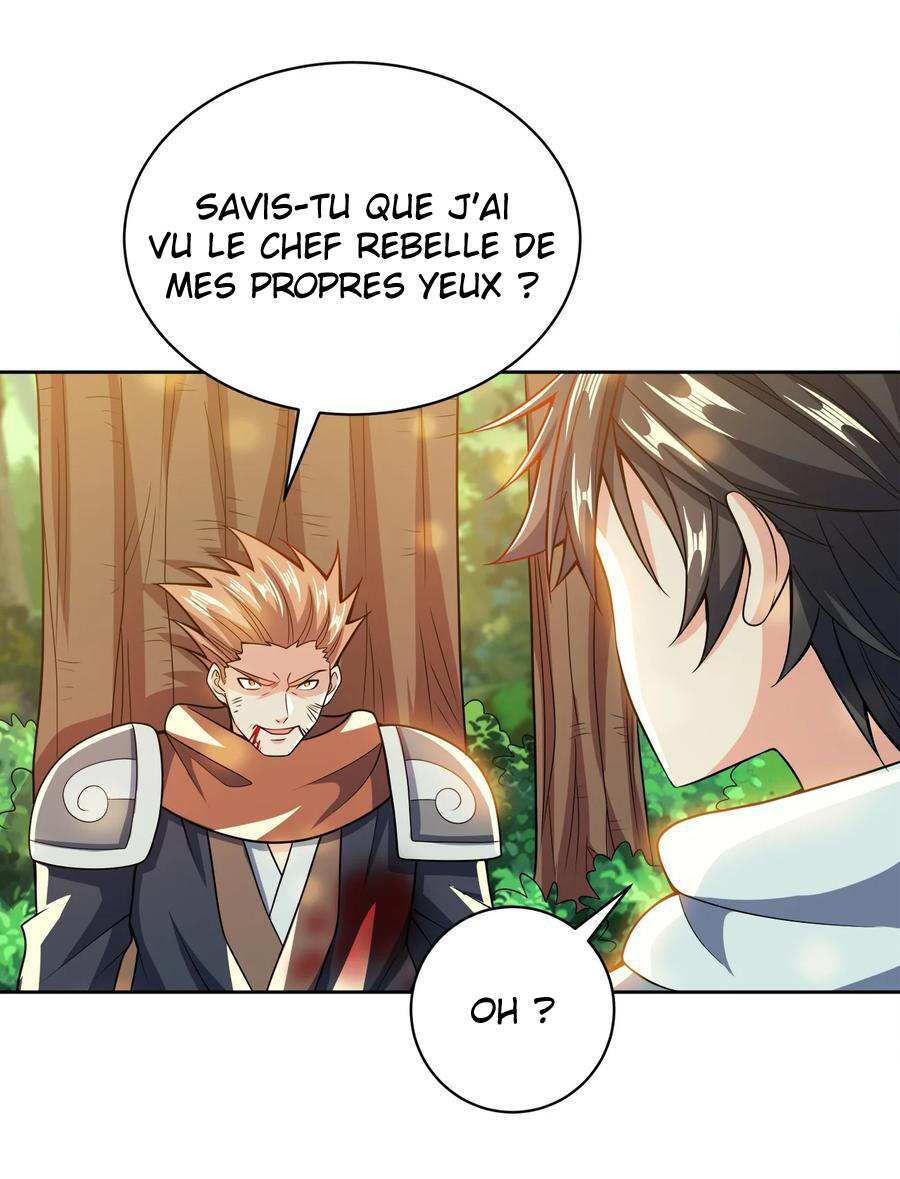 SAVIS-TU QUE J'AI
VU LE CHEF REBELLE DE
MES PROPRES YEUX ?
OH ?